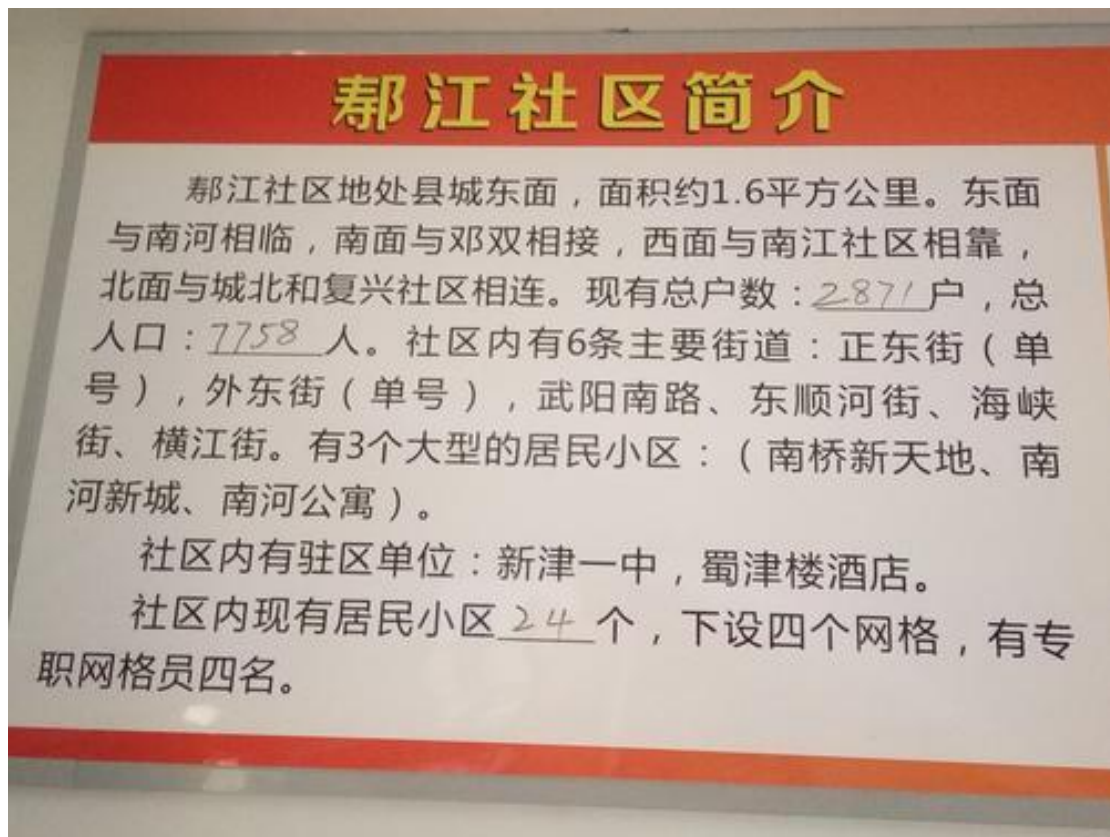 江社区简介
江社区地处县城东面，面积约1.6平方公里。东面
与南河相临，南面与邓双相接，西面与南江社区相靠，
北面与城北和复兴社区相连。现有总户数：2871户，总
人口：7758人。社区内有6条主要街道：正东街（单
号），外东街（单号），武阳南路、东顺河街、海峡
街、横江街。有3个大型的居民小区：（南桥新天地、南
河新城、南河公寓）。
社区内有驻区单位：新津一中，蜀津楼酒店。
社区内现有居民小区24个，下设四个网格，有专
职网格员四名。